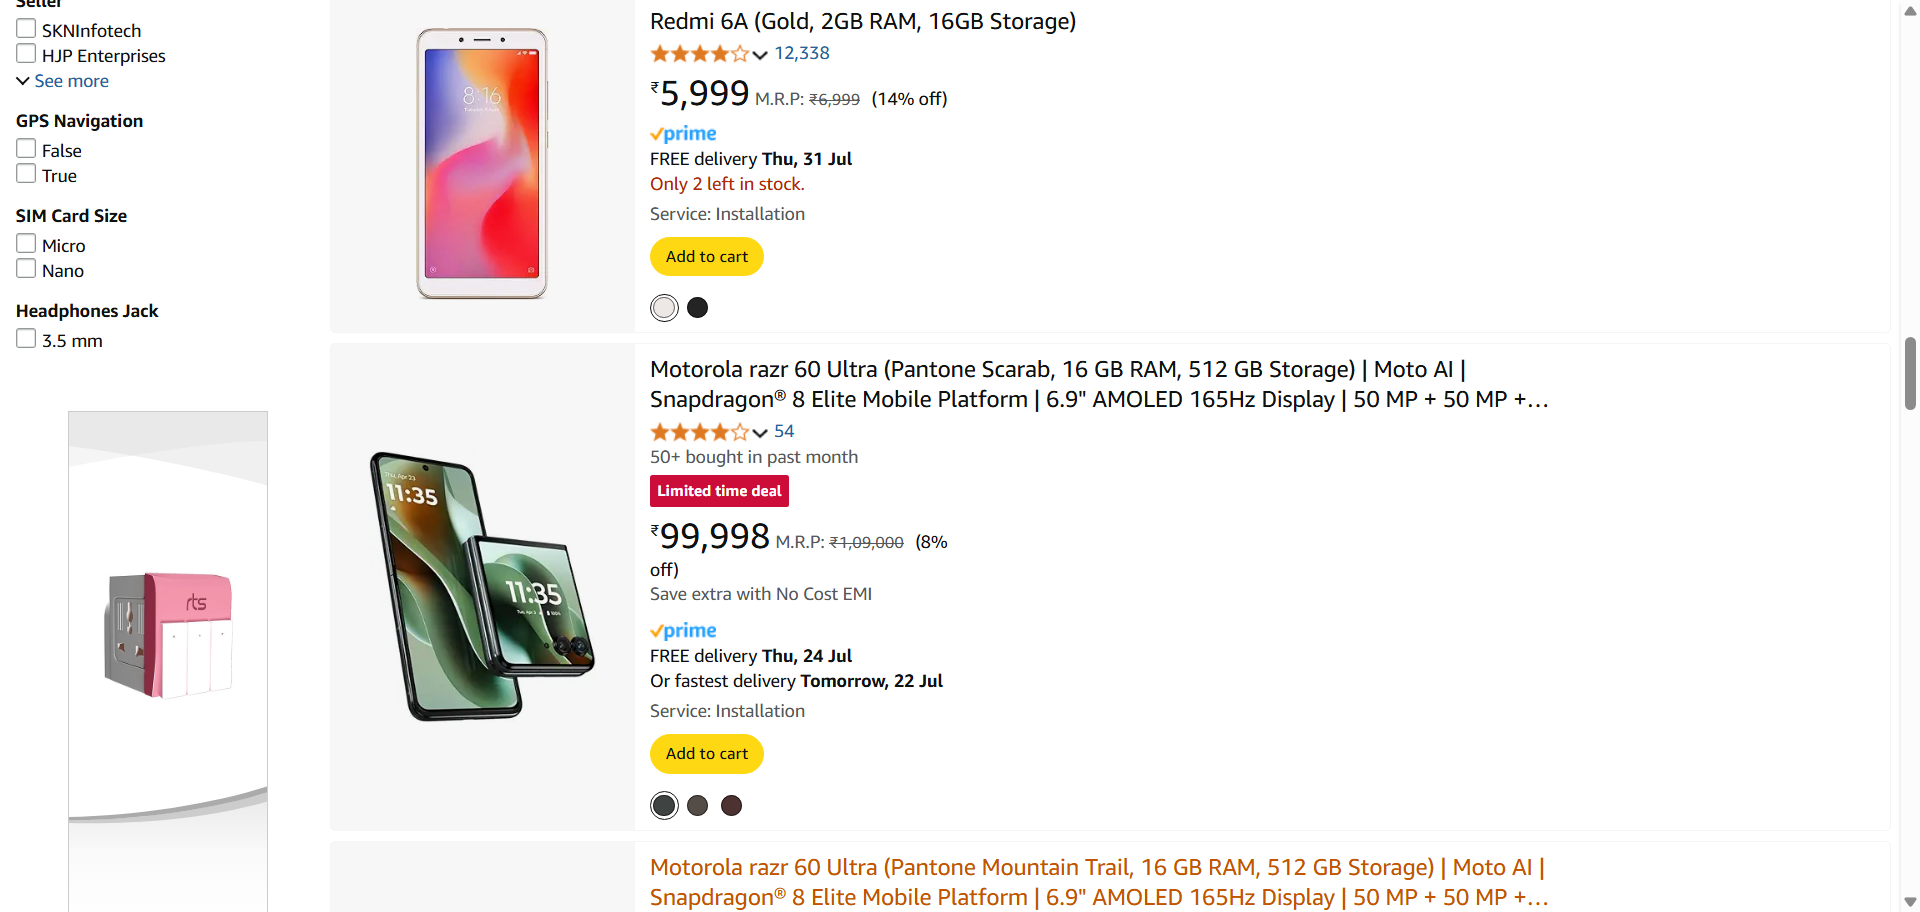 Seller
SKNInfotech
HJP Enterprises
See more
GPS Navigation
False
True
SIM Card Size
Micro
Nano
Headphones Jack
3.5 mm
rts
8:16
Redmi 6A (Gold, 2GB RAM, 16GB Storage)
12,338
₹5,999 M.R.P: ₹6,999 (14% off)
prime
FREE delivery Thu, 31 Jul
Only 2 left in stock.
Service: Installation
Add to cart
Thu, Apr 23
11:35
11:35
Motorola razr 60 Ultra (Pantone Scarab, 16 GB RAM, 512 GB Storage) | Moto AI |
Snapdragon® 8 Elite Mobile Platform | 6.9" AMOLED 165Hz Display | 50 MP + 50 MP +…
54
50+ bought in past month
Limited time deal
₹99,998 M.R.P: ₹1,09,000 (8%
off)
Save extra with No Cost EMI
prime
FREE delivery Thu, 24 Jul
Or fastest delivery Tomorrow, 22 Jul
Service: Installation
Add to cart
Motorola razr 60 Ultra (Pantone Mountain Trail, 16 GB RAM, 512 GB Storage) | Moto AI |
Snapdragon® 8 Elite Mobile Platform | 6.9" AMOLED 165Hz Display | 50 MP + 50 MP +…